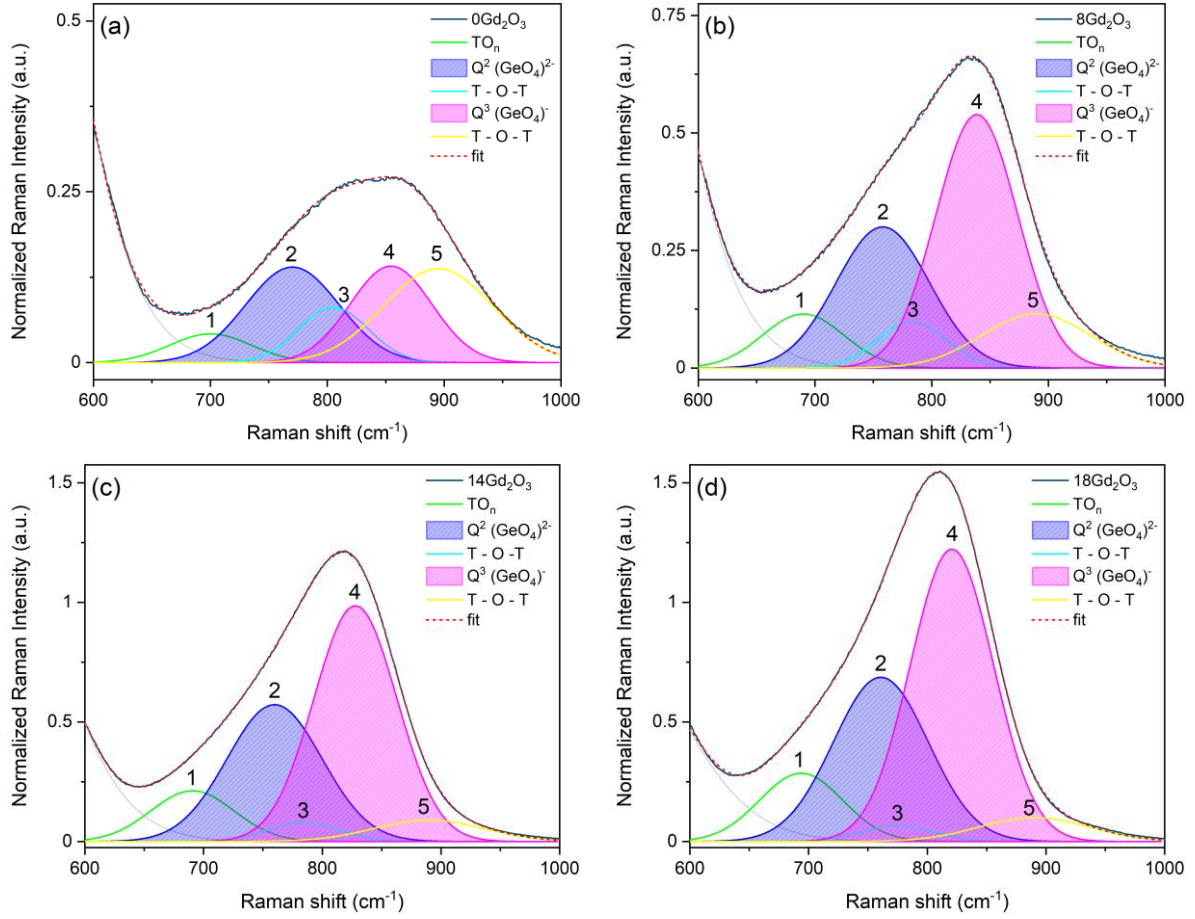 (a)
0Gd₂O₃
TOₙ
Q² (GeO₄)²⁻
T - O -T
Q³ (GeO₄)⁻
T - O - T
fit
0.5
0.25
0
1
2
3
4
5
600 700 800 900 1000
Raman shift (cm⁻¹)
Normalized Raman Intensity (a.u.)
(b)
8Gd₂O₃
TOₙ
Q² (GeO₄)²⁻
T - O -T
Q³ (GeO₄)⁻
T - O - T
fit
0.75
0.5
0.25
0
1
2
3
4
5
600 700 800 900 1000
Raman shift (cm⁻¹)
Normalized Raman Intensity (a.u.)
(c)
14Gd₂O₃
TOₙ
Q² (GeO₄)²⁻
T - O -T
Q³ (GeO₄)⁻
T - O - T
fit
1.5
1
0.5
0
1
2
3
4
5
600 700 800 900 1000
Raman shift (cm⁻¹)
Normalized Raman Intensity (a.u.)
(d)
18Gd₂O₃
TOₙ
Q² (GeO₄)²⁻
T - O -T
Q³ (GeO₄)⁻
T - O - T
fit
1.5
1
0.5
0
1
2
3
4
5
600 700 800 900 1000
Raman shift (cm⁻¹)
Normalized Raman Intensity (a.u.)